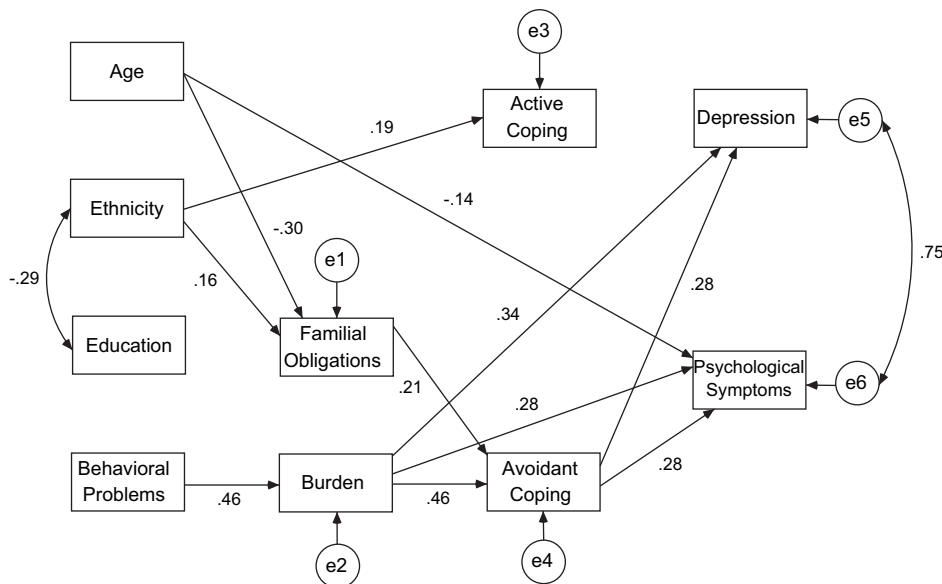 e3
Age
Active
Coping
Depression
e5
.19
-.14
Ethnicity
-.30
e1
-.29
.16
.75
.28
.34
Education
Familial
Obligations
Psychological
Symptoms
e6
.21
.28
Behavioral
Problems
Burden
Avoidant
Coping
.28
.46
.46
e2
e4